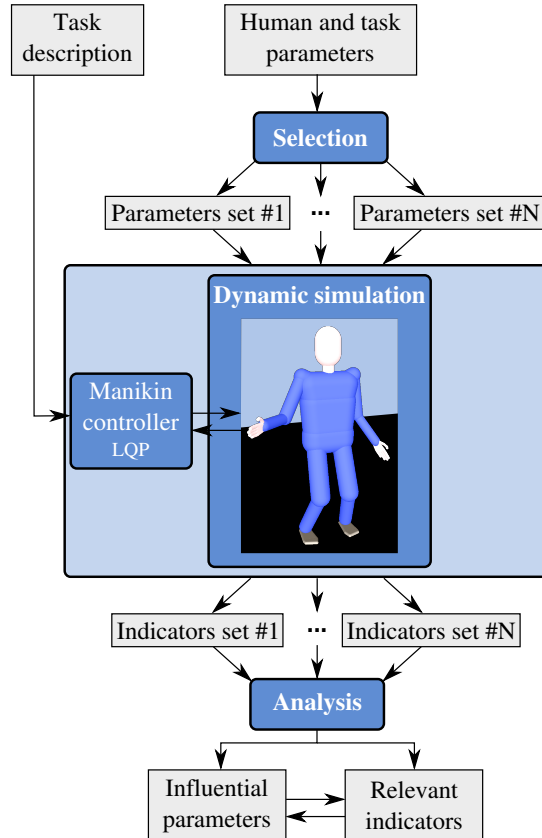 Task
description
Human and task
parameters
Selection
Parameters set #1
...
Parameters set #N
Dynamic simulation
Manikin
controller
LQP
Indicators set #1
...
Indicators set #N
Analysis
Influential
parameters
Relevant
indicators